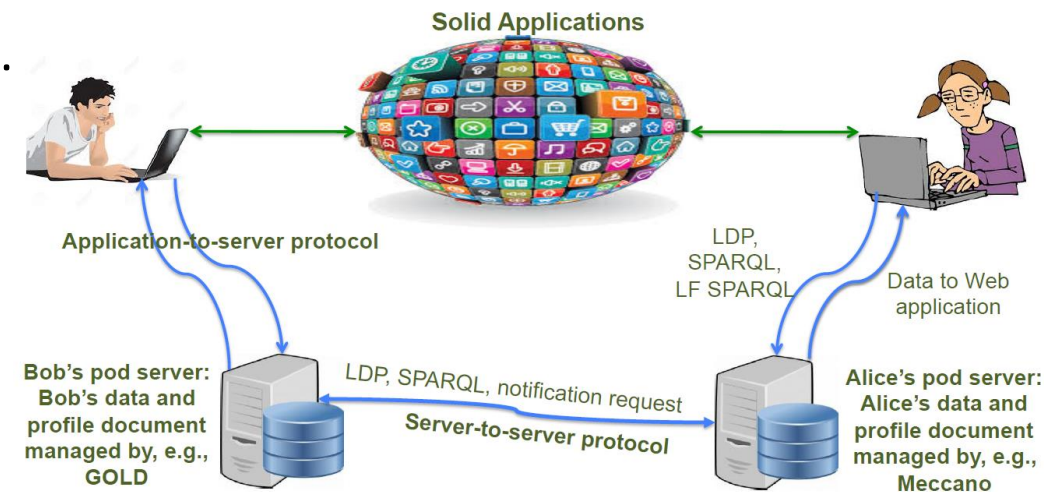 Solid Applications
Application-to-server protocol
LDP,
SPARQL,
LF SPARQL
Data to Web
application
Bob's pod server:
Bob's data and
profile document
managed by, e.g.,
GOLD
LDP, SPARQL, notification request
Server-to-server protocol
Alice's pod server:
Alice's data and
profile document
managed by, e.g.,
Meccano